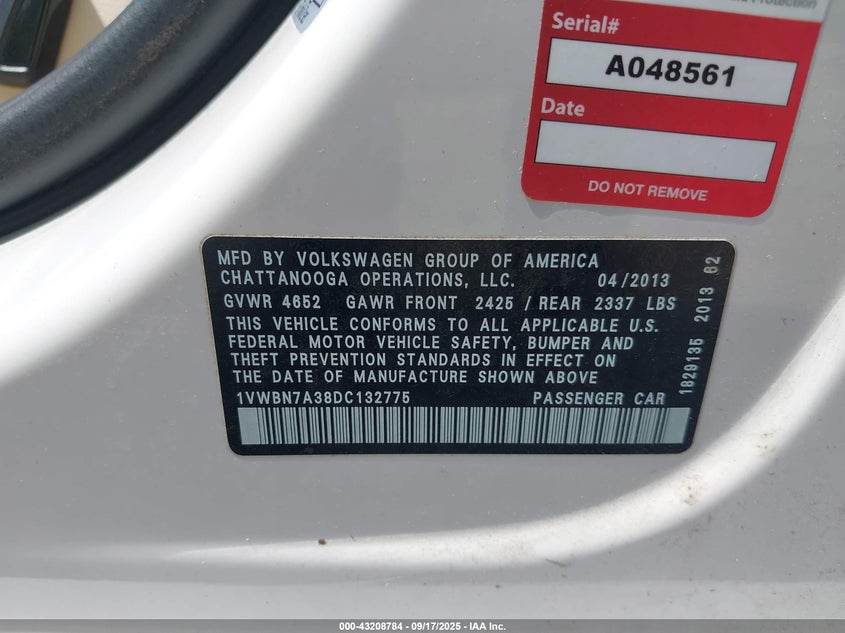 Protection
Serial#
A048561
Date
DO NOT REMOVE
MFD BY VOLKSWAGEN GROUP OF AMERICA
CHATTANOOGA OPERATIONS, LLC. 04/2013
GVWR 4652 GAWR FRONT 2425 / REAR 2337 LBS
THIS VEHICLE CONFORMS TO ALL APPLICABLE U.S.
FEDERAL MOTOR VEHICLE SAFETY, BUMPER AND
THEFT PREVENTION STANDARDS IN EFFECT ON
THE DATE OF MANUFACTURE SHOWN ABOVE
1VWBN7A38DC132775 PASSENGER CAR
1829135 2013 62
000-43208784 - 09/17/2025 - IAA Inc.